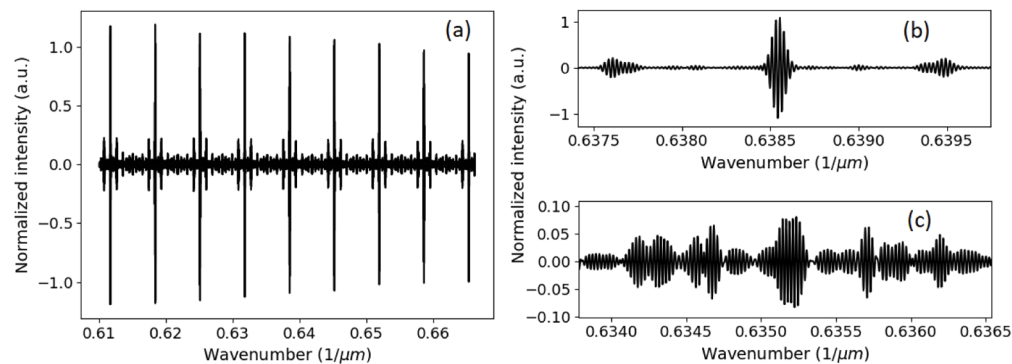 (a)
1.0
0.5
0.0
−0.5
−1.0
Normalized intensity (a.u.)
0.61 0.62 0.63 0.64 0.65 0.66
Wavenumber (1/μm)
(b)
1
0
−1
0.6375 0.6380 0.6385 0.6390 0.6395
Wavenumber (1/μm)
Normalized intensity (a.u.)
(c)
0.10
0.05
0.00
−0.05
−0.10
0.6340 0.6345 0.6350 0.6355 0.6360 0.6365
Wavenumber (1/μm)